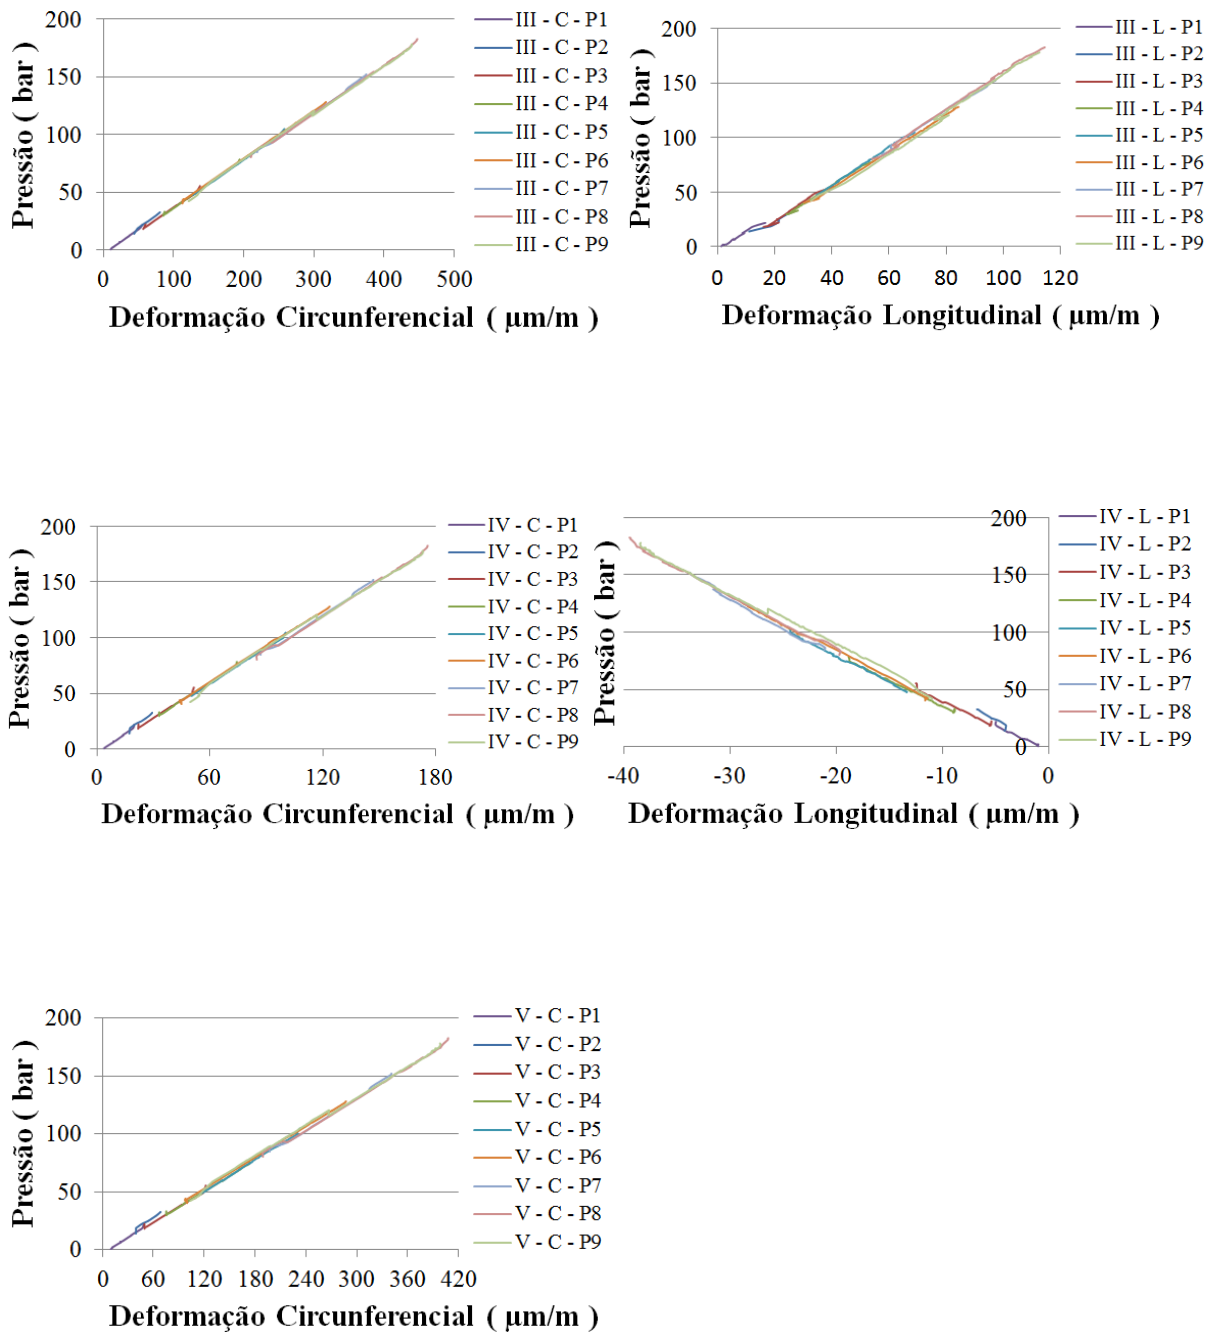 Pressão ( bar )
200
150
100
50
0
0 100 200 300 400 500
Deformação Circunferencial ( µm/m )
III - C - P1
III - C - P2
III - C - P3
III - C - P4
III - C - P5
III - C - P6
III - C - P7
III - C - P8
III - C - P9
Pressão ( bar )
200
150
100
50
0
0 20 40 60 80 100 120
Deformação Longitudinal ( µm/m )
III - L - P1
III - L - P2
III - L - P3
III - L - P4
III - L - P5
III - L - P6
III - L - P7
III - L - P8
III - L - P9
Pressão ( bar )
200
150
100
50
0
0 60 120 180
Deformação Circunferencial ( µm/m )
IV - C - P1
IV - C - P2
IV - C - P3
IV - C - P4
IV - C - P5
IV - C - P6
IV - C - P7
IV - C - P8
IV - C - P9
Pressão ( bar )
200
150
100
50
0
-40 -30 -20 -10 0
Deformação Longitudinal ( µm/m )
IV - L - P1
IV - L - P2
IV - L - P3
IV - L - P4
IV - L - P5
IV - L - P6
IV - L - P7
IV - L - P8
IV - L - P9
Pressão ( bar )
200
150
100
50
0
0 60 120 180 240 300 360 420
Deformação Circunferencial ( µm/m )
V - C - P1
V - C - P2
V - C - P3
V - C - P4
V - C - P5
V - C - P6
V - C - P7
V - C - P8
V - C - P9